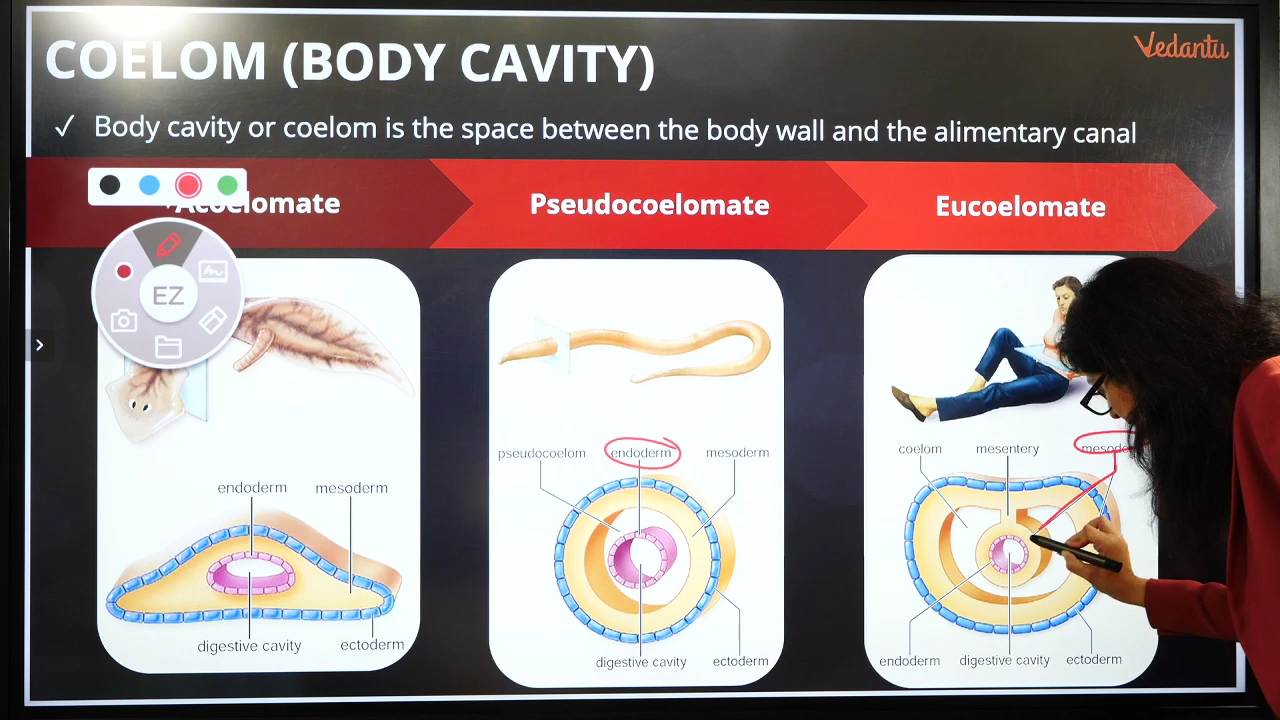 COELOM (BODY CAVITY)
Vedantu
✓ Body cavity or coelom is the space between the body wall and the alimentary canal
Acoelomate
Pseudocoelomate
Eucoelomate
EZ
endoderm
mesoderm
digestive cavity
ectoderm
pseudocoelom
endoderm
mesoderm
digestive cavity
ectoderm
coelom
mesentery
mesode
endoderm
digestive cavity
ectoderm